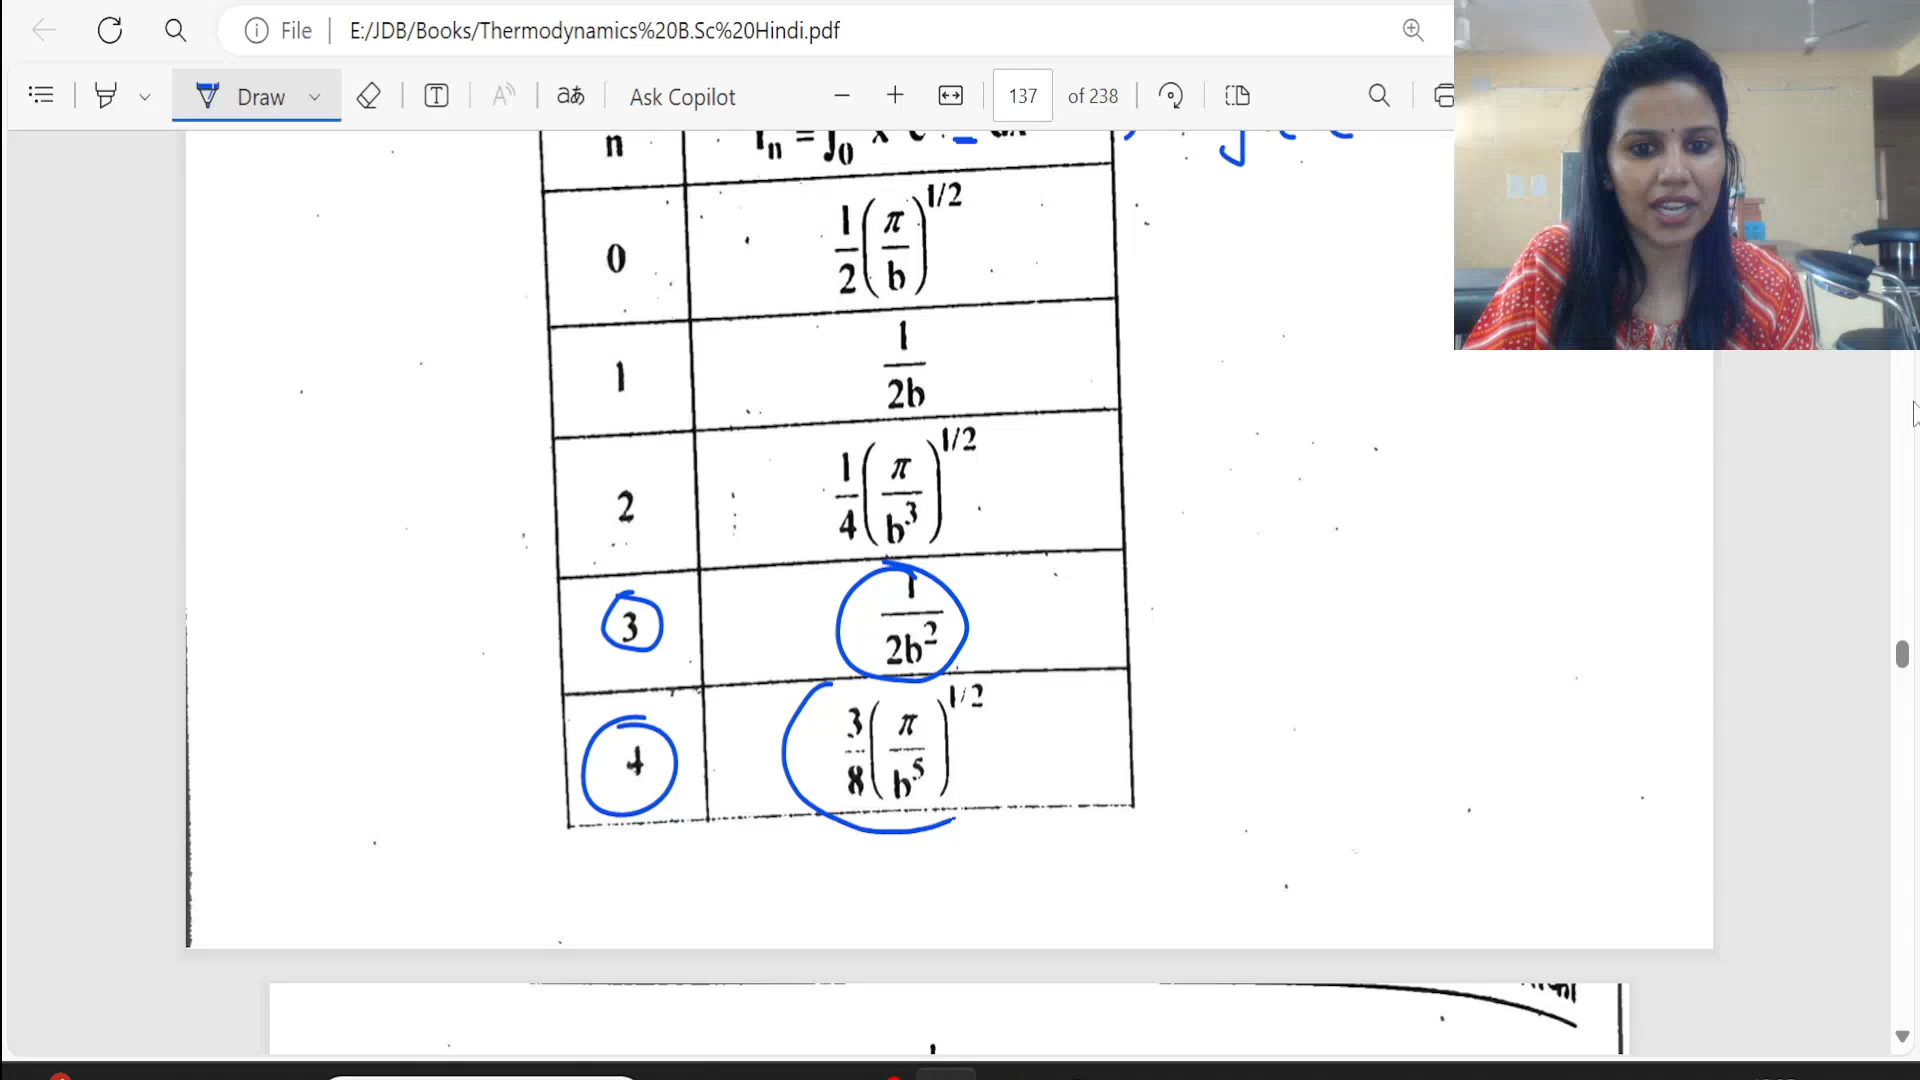 File E:/JDB/Books/Thermodynamics%20B.Sc%20Hindi.pdf
Draw
Ask Copilot
137 of 238
n
0 1/2 (π/b)^1/2
1 1/2b
2 1/4 (π/b³)^1/2
3 1/2b²
4 3/8 (π/b⁵)^1/2